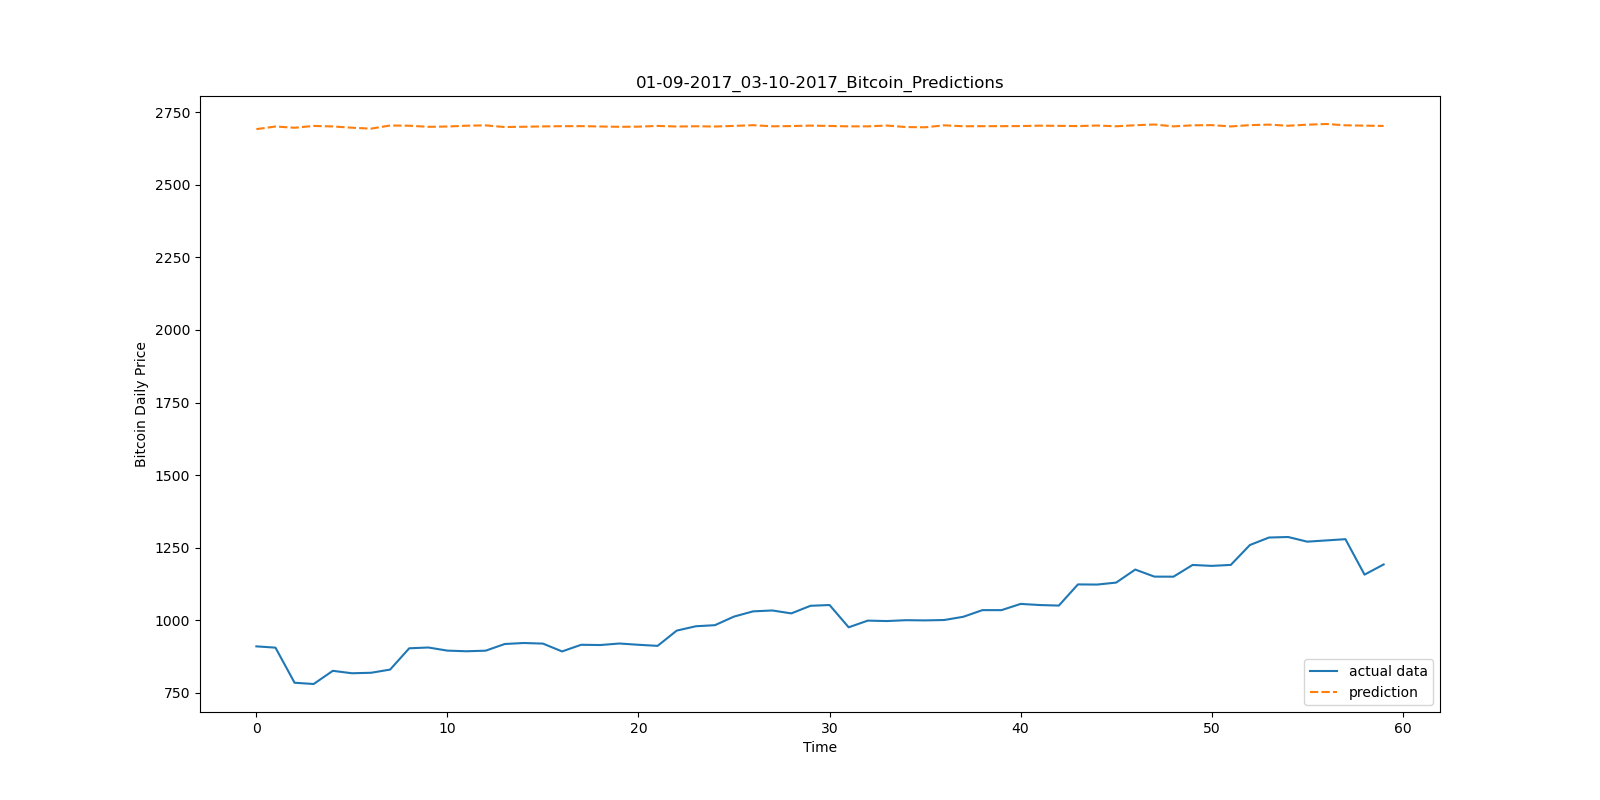 01-09-2017_03-10-2017_Bitcoin_Predictions
2750
2500
2250
2000
1750
1500
1250
1000
750
Bitcoin Daily Price
0 10 20 30 40 50 60
Time
actual data
prediction